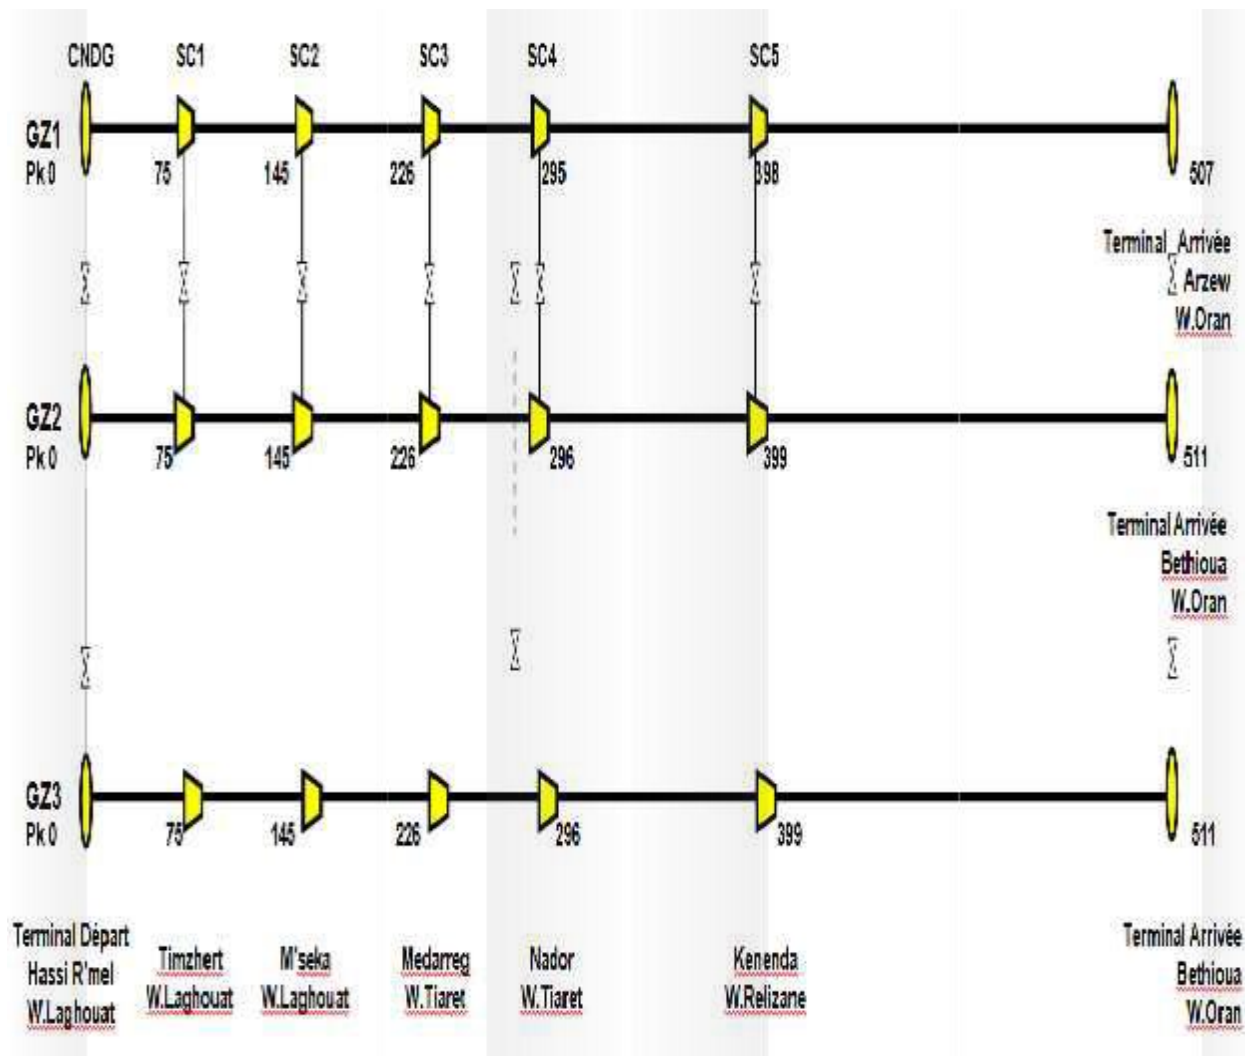 CNDG SC1 SC2 SC3 SC4 SC5
GZ1
Pk 0 75 145 226 295 398 507
Terminal_Arrivée
Arzew
W.Oran
GZ2
Pk 0 75 145 226 296 399 511
Terminal Arrivée
Bethioua
W.Oran
GZ3
Pk 0 75 145 226 296 399 511
Terminal Départ
Hassi R'mel
W.Laghouat
Timzhert
W.Laghouat
M'seka
W.Laghouat
Medarreg
W.Tiaret
Nador
W.Tiaret
Kenenda
W.Relizane
Terminal Arrivée
Bethioua
W.Oran